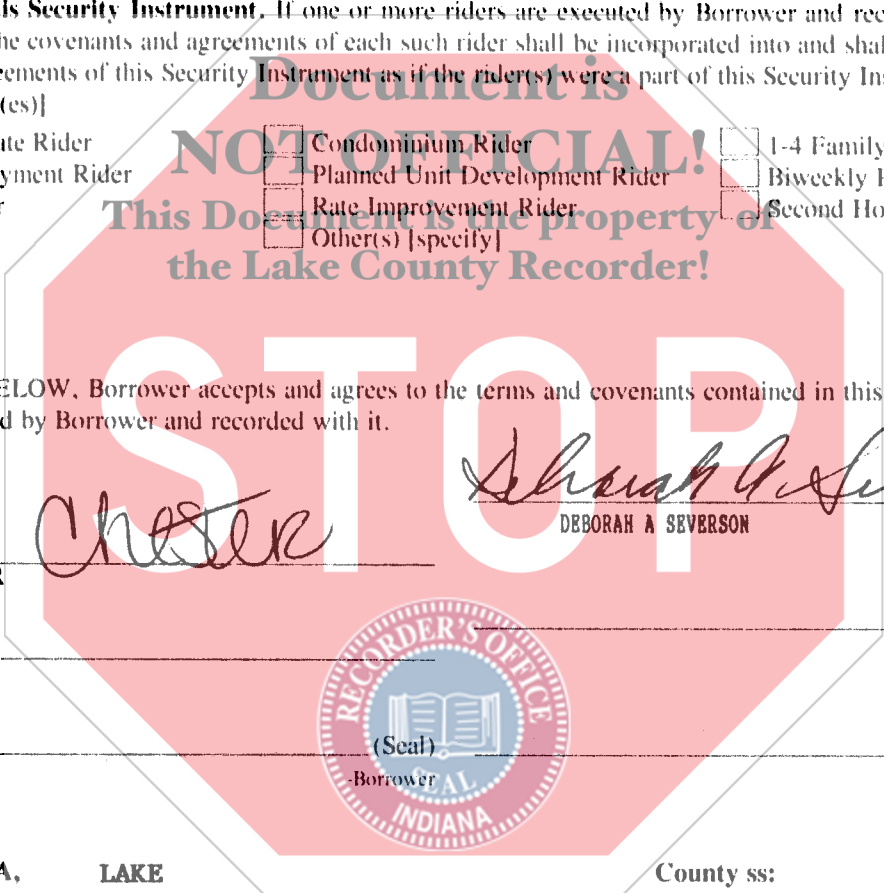 is Security Instrument. If one or more riders are executed by Borrower and rec
he covenants and agreements of each such rider shall be incorporated into and shal
eements of this Security Instrument as if the rider(s) were a part of this Security Ins
(es)]
Document is
NOT OFFICIAL!
This Document is the property of
the Lake County Recorder!
ate Rider Condominium Rider 1-4 Family
yment Rider Planned Unit Development Rider Biweekly P
r Rate Improvement Rider Second Ho
Other(s) [specify]
STOP
ELOW, Borrower accepts and agrees to the terms and covenants contained in this
d by Borrower and recorded with it.
Deborah A. Se
DEBORAH A SEVERSON
Chester
R
RECORDER'S OFFICE
(Seal)
-Borrower
SEAL
INDIANA
A, LAKE County ss: